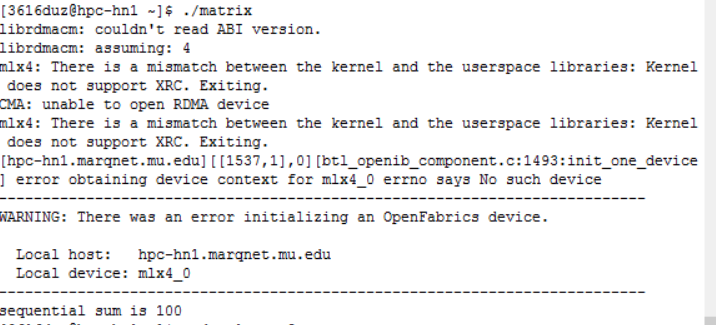 [3616duz@hpc-hn1 ~]$ ./matrix
librdmacm: couldn't read ABI version.
librdmacm: assuming: 4
mlx4: There is a mismatch between the kernel and the userspace libraries: Kernel
does not support XRC. Exiting.
CMA: unable to open RDMA device
mlx4: There is a mismatch between the kernel and the userspace libraries: Kernel
does not support XRC. Exiting.
[hpc-hn1.marqnet.mu.edu][[1537,1],0][btl_openib_component.c:1493:init_one_device
] error obtaining device context for mlx4_0 errno says No such device
--------------------------------------------------------------------------
WARNING: There was an error initializing an OpenFabrics device.
Local host:   hpc-hn1.marqnet.mu.edu
Local device: mlx4_0
--------------------------------------------------------------------------
sequential sum is 100